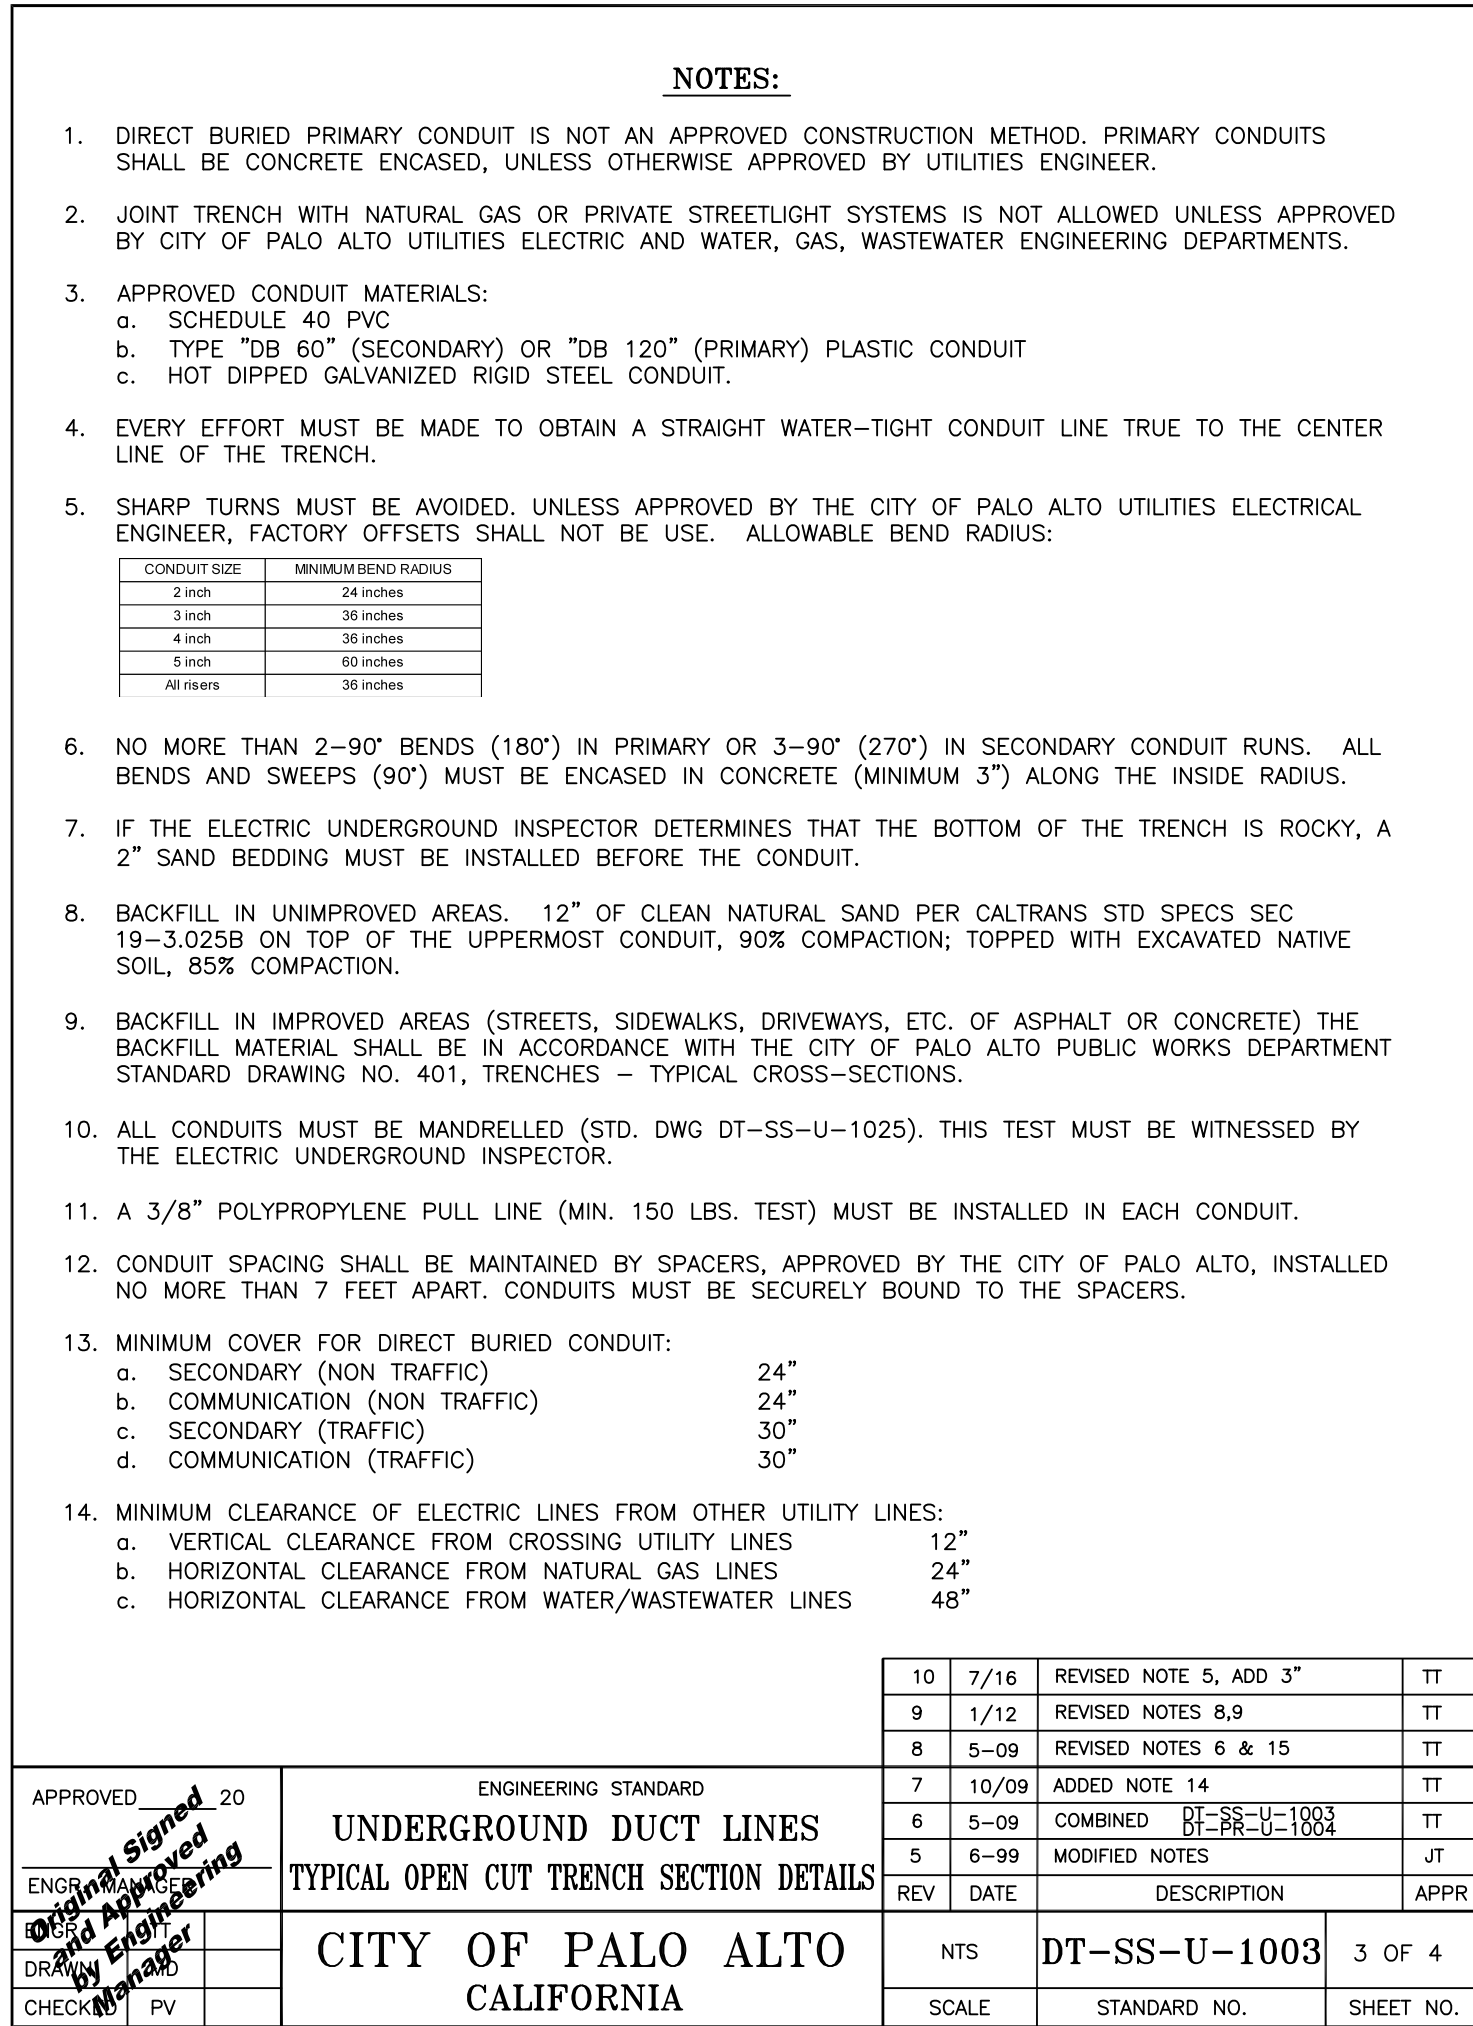 NOTES:
1. DIRECT BURIED PRIMARY CONDUIT IS NOT AN APPROVED CONSTRUCTION METHOD. PRIMARY CONDUITS
SHALL BE CONCRETE ENCASED, UNLESS OTHERWISE APPROVED BY UTILITIES ENGINEER.
2. JOINT TRENCH WITH NATURAL GAS OR PRIVATE STREETLIGHT SYSTEMS IS NOT ALLOWED UNLESS APPROVED
BY CITY OF PALO ALTO UTILITIES ELECTRIC AND WATER, GAS, WASTEWATER ENGINEERING DEPARTMENTS.
3. APPROVED CONDUIT MATERIALS:
a. SCHEDULE 40 PVC
b. TYPE "DB 60" (SECONDARY) OR "DB 120" (PRIMARY) PLASTIC CONDUIT
c. HOT DIPPED GALVANIZED RIGID STEEL CONDUIT.
4. EVERY EFFORT MUST BE MADE TO OBTAIN A STRAIGHT WATER-TIGHT CONDUIT LINE TRUE TO THE CENTER
LINE OF THE TRENCH.
5. SHARP TURNS MUST BE AVOIDED. UNLESS APPROVED BY THE CITY OF PALO ALTO UTILITIES ELECTRICAL
ENGINEER, FACTORY OFFSETS SHALL NOT BE USE. ALLOWABLE BEND RADIUS:
CONDUIT SIZE MINIMUM BEND RADIUS
2 inch 24 inches
3 inch 36 inches
4 inch 36 inches
5 inch 60 inches
All risers 36 inches
6. NO MORE THAN 2-90° BENDS (180°) IN PRIMARY OR 3-90° (270°) IN SECONDARY CONDUIT RUNS. ALL
BENDS AND SWEEPS (90°) MUST BE ENCASED IN CONCRETE (MINIMUM 3") ALONG THE INSIDE RADIUS.
7. IF THE ELECTRIC UNDERGROUND INSPECTOR DETERMINES THAT THE BOTTOM OF THE TRENCH IS ROCKY, A
2" SAND BEDDING MUST BE INSTALLED BEFORE THE CONDUIT.
8. BACKFILL IN UNIMPROVED AREAS. 12" OF CLEAN NATURAL SAND PER CALTRANS STD SPECS SEC
19-3.025B ON TOP OF THE UPPERMOST CONDUIT, 90% COMPACTION; TOPPED WITH EXCAVATED NATIVE
SOIL, 85% COMPACTION.
9. BACKFILL IN IMPROVED AREAS (STREETS, SIDEWALKS, DRIVEWAYS, ETC. OF ASPHALT OR CONCRETE) THE
BACKFILL MATERIAL SHALL BE IN ACCORDANCE WITH THE CITY OF PALO ALTO PUBLIC WORKS DEPARTMENT
STANDARD DRAWING NO. 401, TRENCHES - TYPICAL CROSS-SECTIONS.
10. ALL CONDUITS MUST BE MANDRELLED (STD. DWG DT-SS-U-1025). THIS TEST MUST BE WITNESSED BY
THE ELECTRIC UNDERGROUND INSPECTOR.
11. A 3/8" POLYPROPYLENE PULL LINE (MIN. 150 LBS. TEST) MUST BE INSTALLED IN EACH CONDUIT.
12. CONDUIT SPACING SHALL BE MAINTAINED BY SPACERS, APPROVED BY THE CITY OF PALO ALTO, INSTALLED
NO MORE THAN 7 FEET APART. CONDUITS MUST BE SECURELY BOUND TO THE SPACERS.
13. MINIMUM COVER FOR DIRECT BURIED CONDUIT:
a. SECONDARY (NON TRAFFIC) 24"
b. COMMUNICATION (NON TRAFFIC) 24"
c. SECONDARY (TRAFFIC) 30"
d. COMMUNICATION (TRAFFIC) 30"
14. MINIMUM CLEARANCE OF ELECTRIC LINES FROM OTHER UTILITY LINES:
a. VERTICAL CLEARANCE FROM CROSSING UTILITY LINES 12"
b. HORIZONTAL CLEARANCE FROM NATURAL GAS LINES 24"
c. HORIZONTAL CLEARANCE FROM WATER/WASTEWATER LINES 48"
10 7/16 REVISED NOTE 5, ADD 3" TT
9 1/12 REVISED NOTES 8,9 TT
8 5-09 REVISED NOTES 6 & 15 TT
7 10/09 ADDED NOTE 14 TT
6 5-09 COMBINED DT-SS-U-1003 TT
DT-PR-U-1004
5 6-99 MODIFIED NOTES JT
REV DATE DESCRIPTION APPR
APPROVED______ 20
ENGR. MANAGER
Original Signed
and Approved
by Engineering
Manager
ENGR TT
DRAWN MD
CHECKED PV
ENGINEERING STANDARD
UNDERGROUND DUCT LINES
TYPICAL OPEN CUT TRENCH SECTION DETAILS
CITY OF PALO ALTO
CALIFORNIA
NTS DT-SS-U-1003 3 OF 4
SCALE STANDARD NO. SHEET NO.